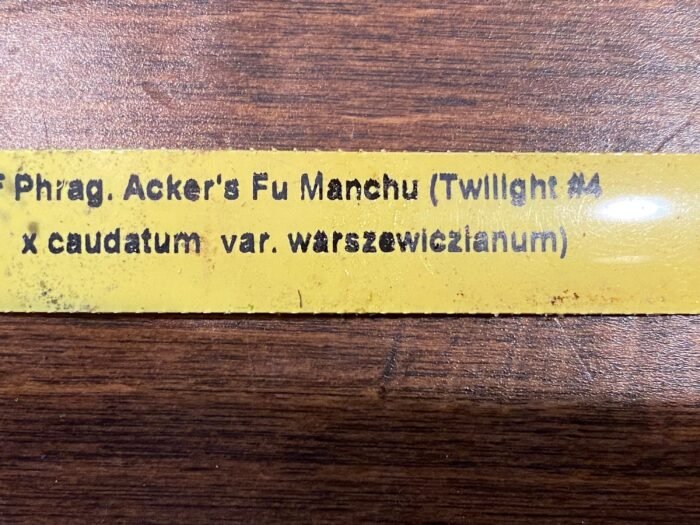 Phrag. Acker's Fu Manchu (Twilight #4
x caudatum var. warszewiczianum)